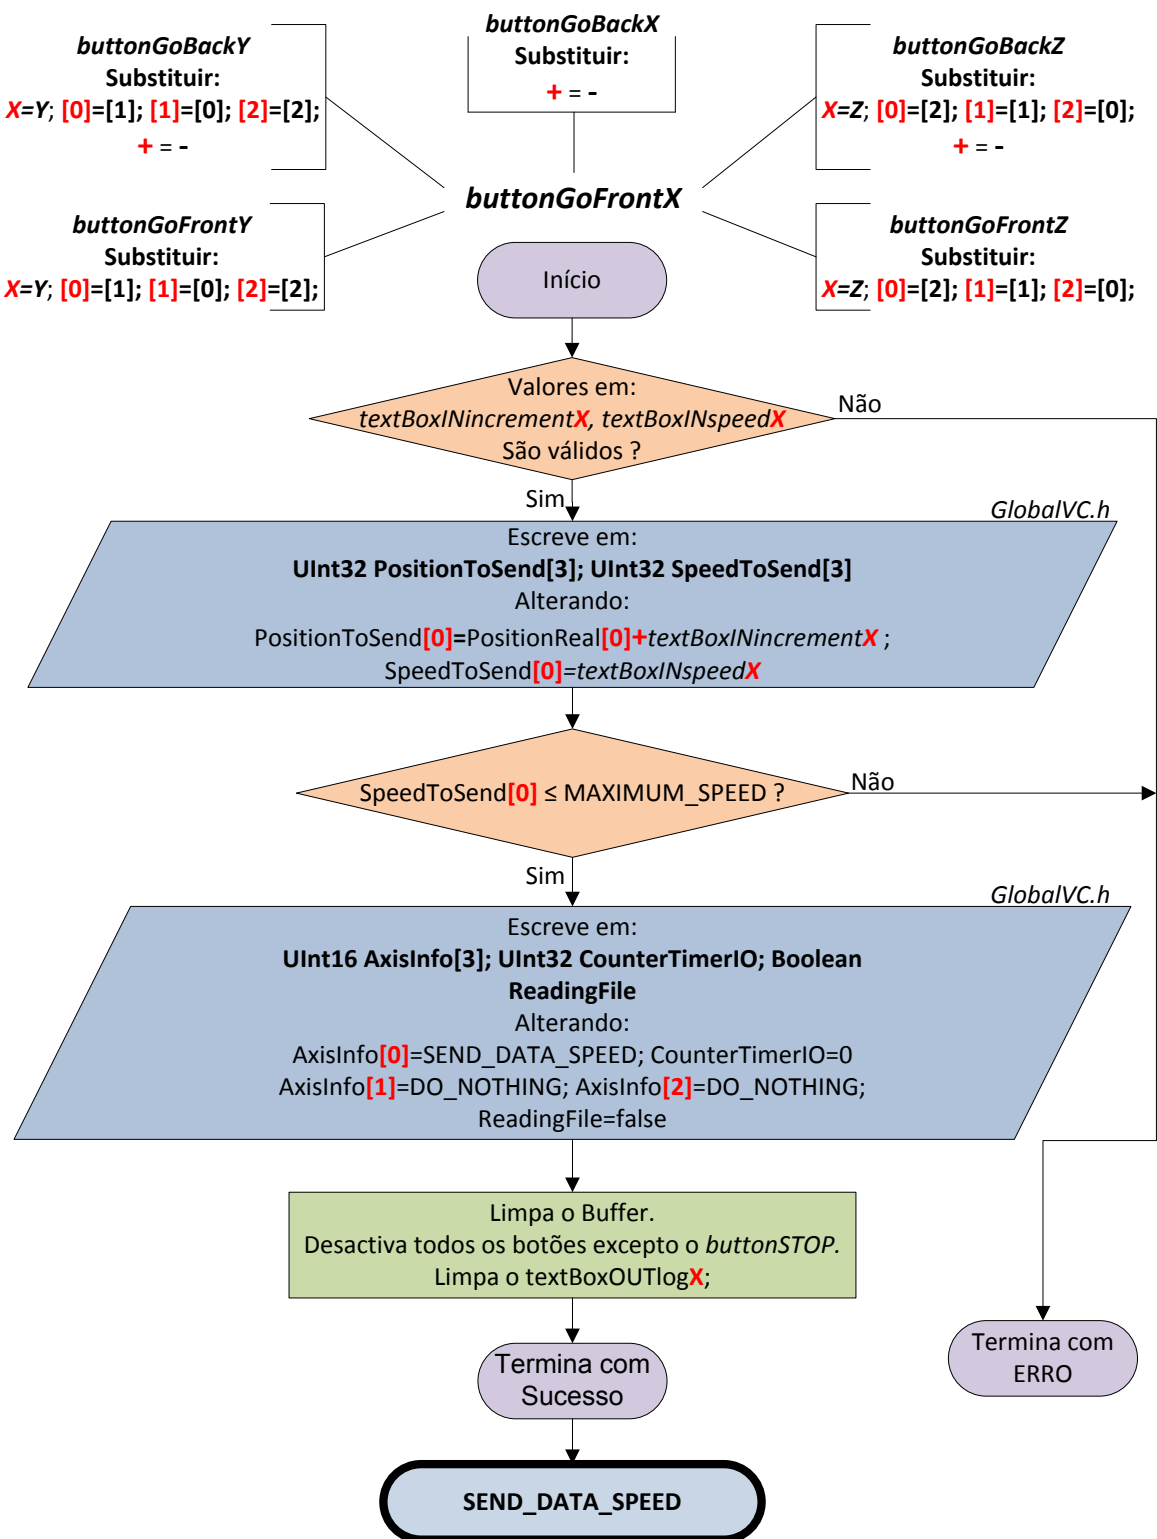 buttonGoBackY
Substituir:
X=Y; [0]=[1]; [1]=[0]; [2]=[2];
+ = -
buttonGoBackX
Substituir:
+ = -
buttonGoBackZ
Substituir:
X=Z; [0]=[2]; [1]=[1]; [2]=[0];
+ = -
buttonGoFrontX
buttonGoFrontY
Substituir:
X=Y; [0]=[1]; [1]=[0]; [2]=[2];
buttonGoFrontZ
Substituir:
X=Z; [0]=[2]; [1]=[1]; [2]=[0];
Início
Valores em:
textBoxINincrementX, textBoxINspeedX
São válidos ?
Não
Sim
GlobalVC.h
Escreve em:
UInt32 PositionToSend[3]; UInt32 SpeedToSend[3]
Alterando:
PositionToSend[0]=PositionReal[0]+textBoxINincrementX ;
SpeedToSend[0]=textBoxINspeedX
SpeedToSend[0] ≤ MAXIMUM_SPEED ?
Não
Sim
GlobalVC.h
Escreve em:
UInt16 AxisInfo[3]; UInt32 CounterTimerIO; Boolean
ReadingFile
Alterando:
AxisInfo[0]=SEND_DATA_SPEED; CounterTimerIO=0
AxisInfo[1]=DO_NOTHING; AxisInfo[2]=DO_NOTHING;
ReadingFile=false
Limpa o Buffer.
Desactiva todos os botões excepto o buttonSTOP.
Limpa o textBoxOUTlogX;
Termina com
Sucesso
Termina com
ERRO
SEND_DATA_SPEED